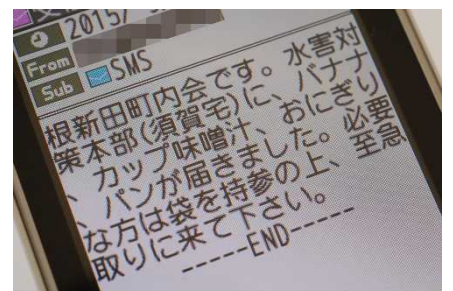 2015/
From
Sub SMS
根新田町内会です。水害対
策本部(須賀宅)に、バナナ
、カップ味噌汁、おにぎり
、パンが届きました。必要
な方は袋を持参の上、至急
取りに来て下さい。
-----END-----